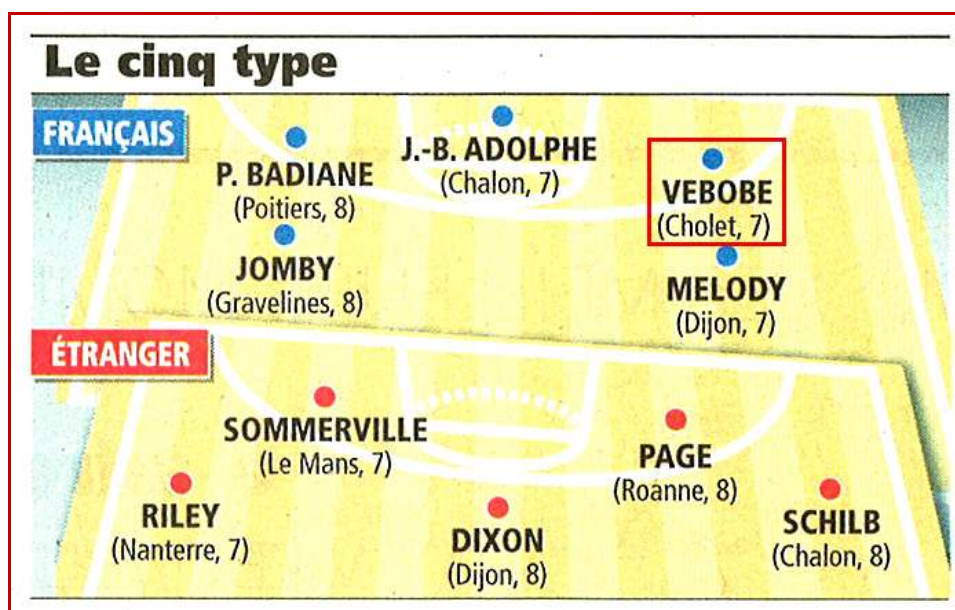 Le cinq type
FRANÇAIS
J.-B. ADOLPHE
(Chalon, 7)
P. BADIANE
(Poitiers, 8)
VEBOBE
(Cholet, 7)
JOMBY
(Gravelines, 8)
MELODY
(Dijon, 7)
ÉTRANGER
SOMMERVILLE
(Le Mans, 7)
PAGE
(Roanne, 8)
RILEY
(Nanterre, 7)
DIXON
(Dijon, 8)
SCHILB
(Chalon, 8)